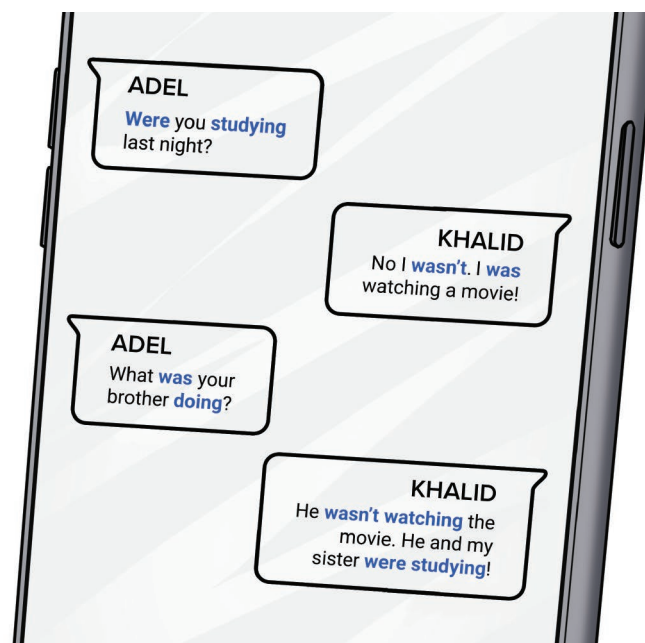 ADEL
Were you studying
last night?
KHALID
No I wasn't. I was
watching a movie!
ADEL
What was your
brother doing?
KHALID
He wasn't watching the
movie. He and my
sister were studying!